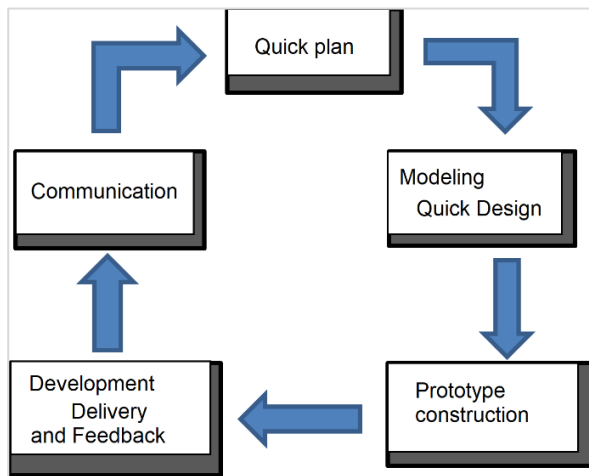 Quick plan
Communication
Modeling
Quick Design
Development
Delivery
and Feedback
Prototype
construction